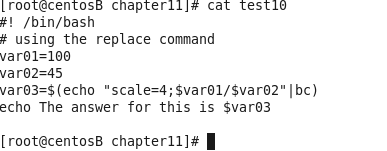 [root@centosB chapter11]# cat test10
#! /bin/bash
# using the replace command
var01=100
var02=45
var03=$(echo "scale=4;$var01/$var02"|bc)
echo The answer for this is $var03
[root@centosB chapter11]#